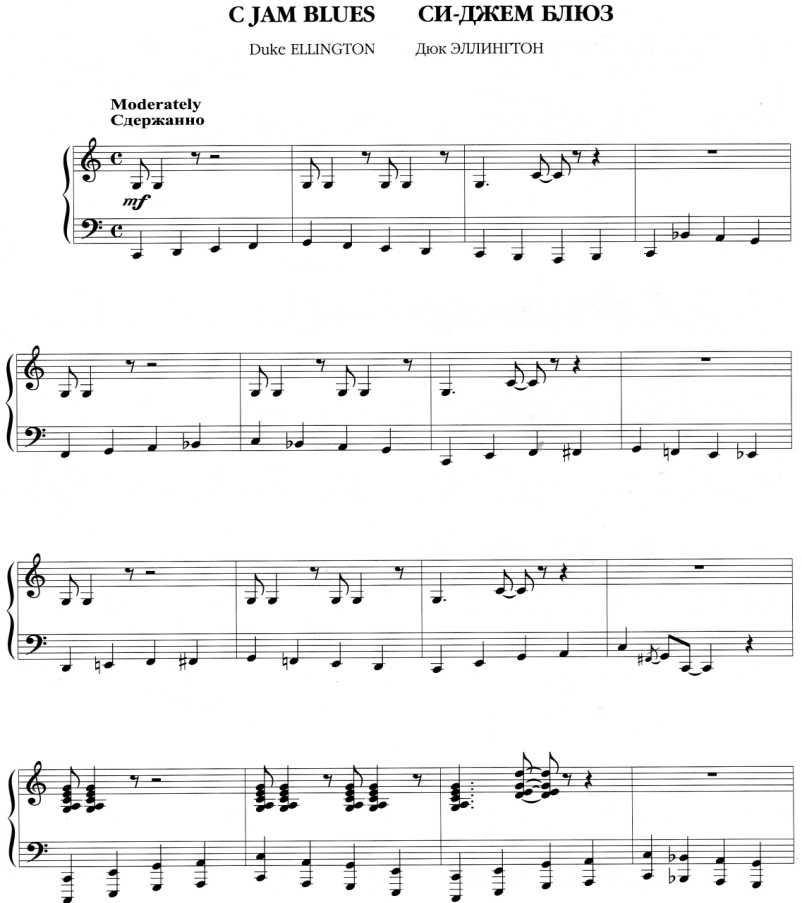 C JAM BLUES СИ-ДЖЕМ БЛЮЗ
Duke ELLINGTON Дюк ЭЛЛИНГТОН
Moderately
Сдержанно
mf